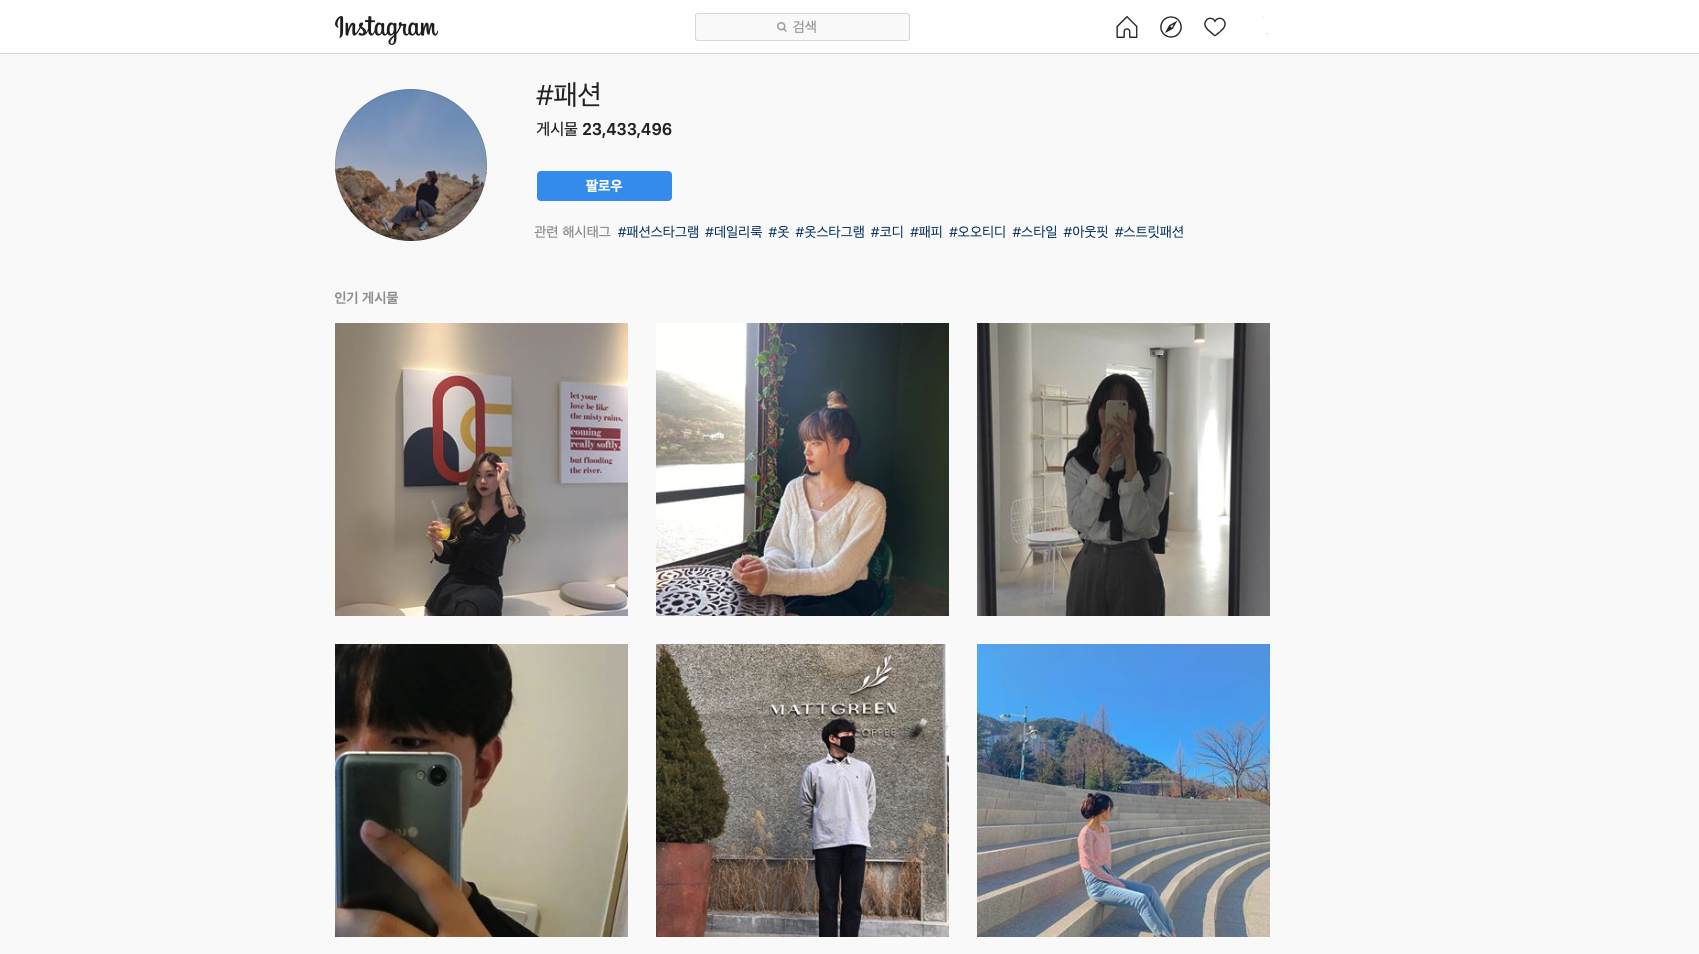 Instagram
검색
#패션
게시물 23,433,496
팔로우
관련 해시태그 #패션스타그램 #데일리룩 #옷 #옷스타그램 #코디 #패피 #오오티디 #스타일 #아웃핏 #스트릿패션
인기 게시물
let your
love be like
the misty rains,
coming
really softly,
but flooding
the river.
MATTGREEN
COFFEE
LG